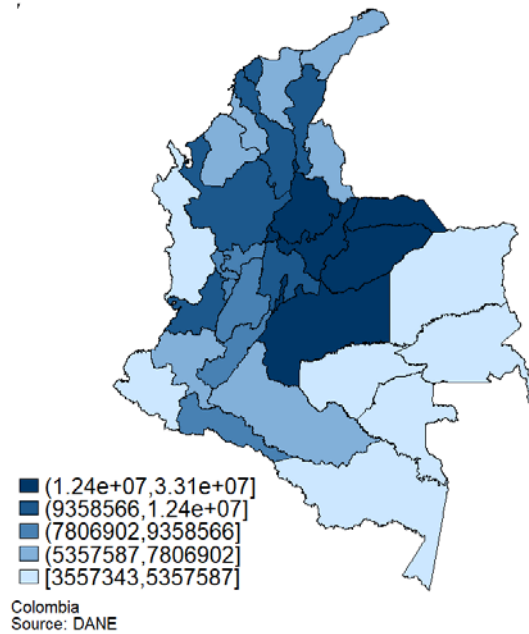 (1.24e+07,3.31e+07]
(9358566,1.24e+07]
(7806902,9358566]
(5357587,7806902]
[3557343,5357587]
Colombia
Source: DANE